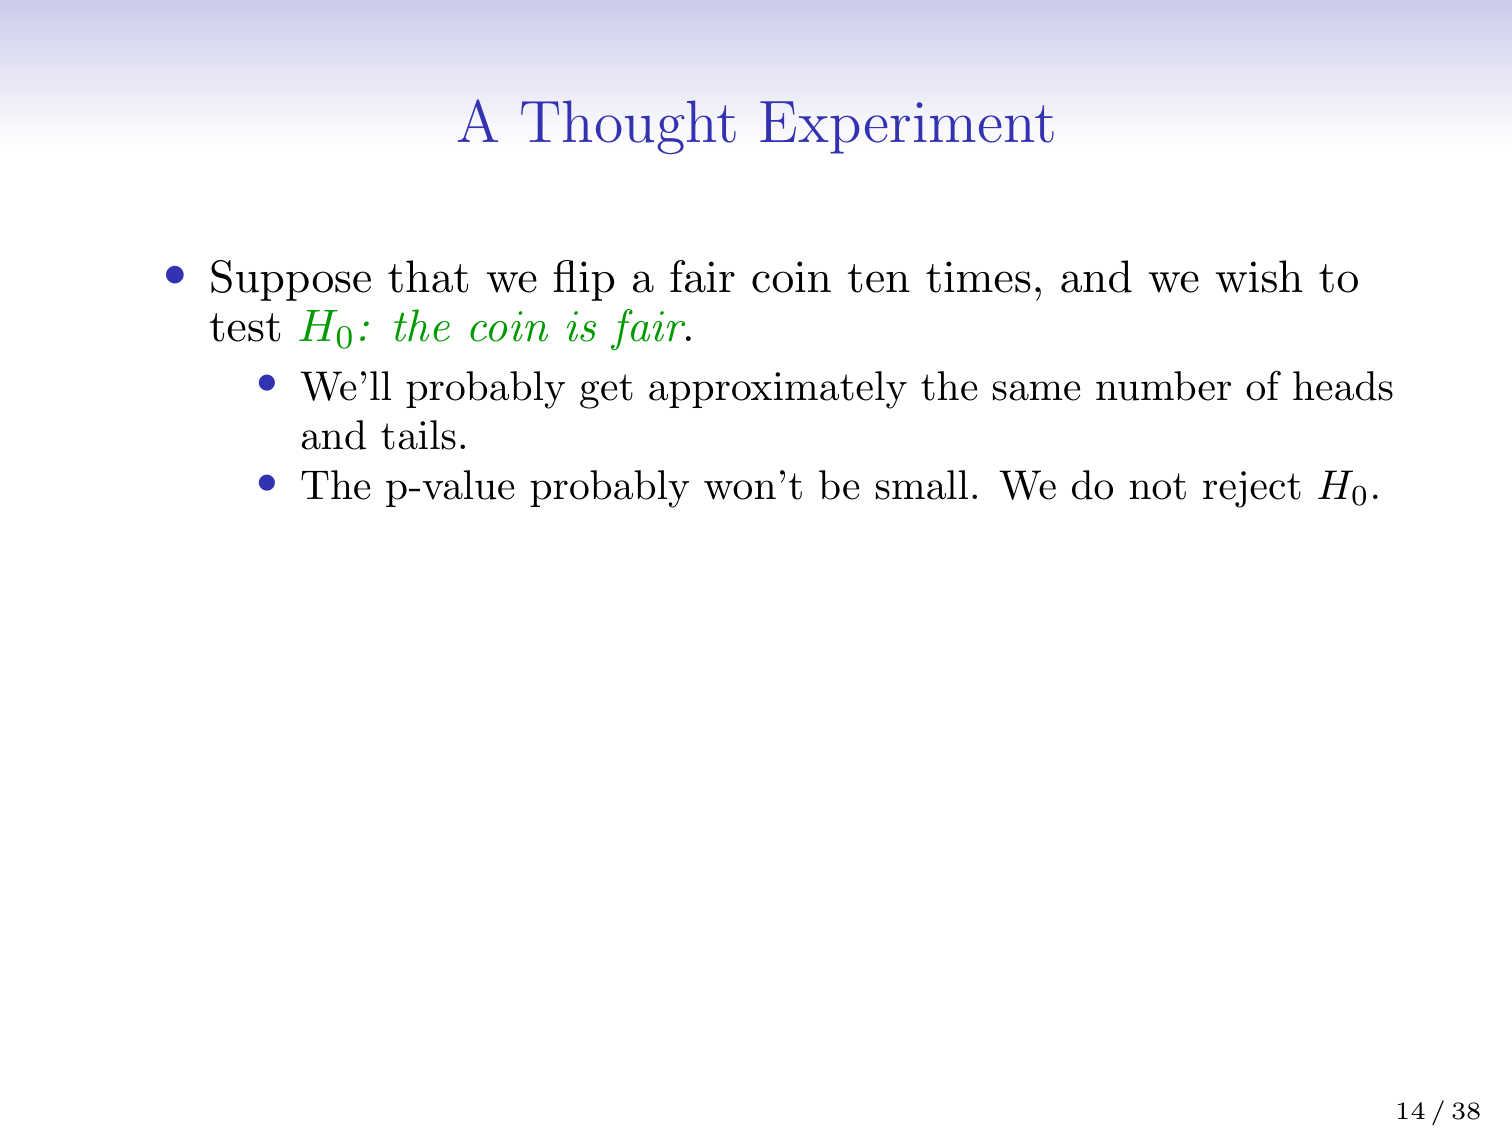 A Thought Experiment
• Suppose that we flip a fair coin ten times, and we wish to
test H₀: the coin is fair.
• We'll probably get approximately the same number of heads
and tails.
• The p-value probably won't be small. We do not reject H₀.
14 / 38